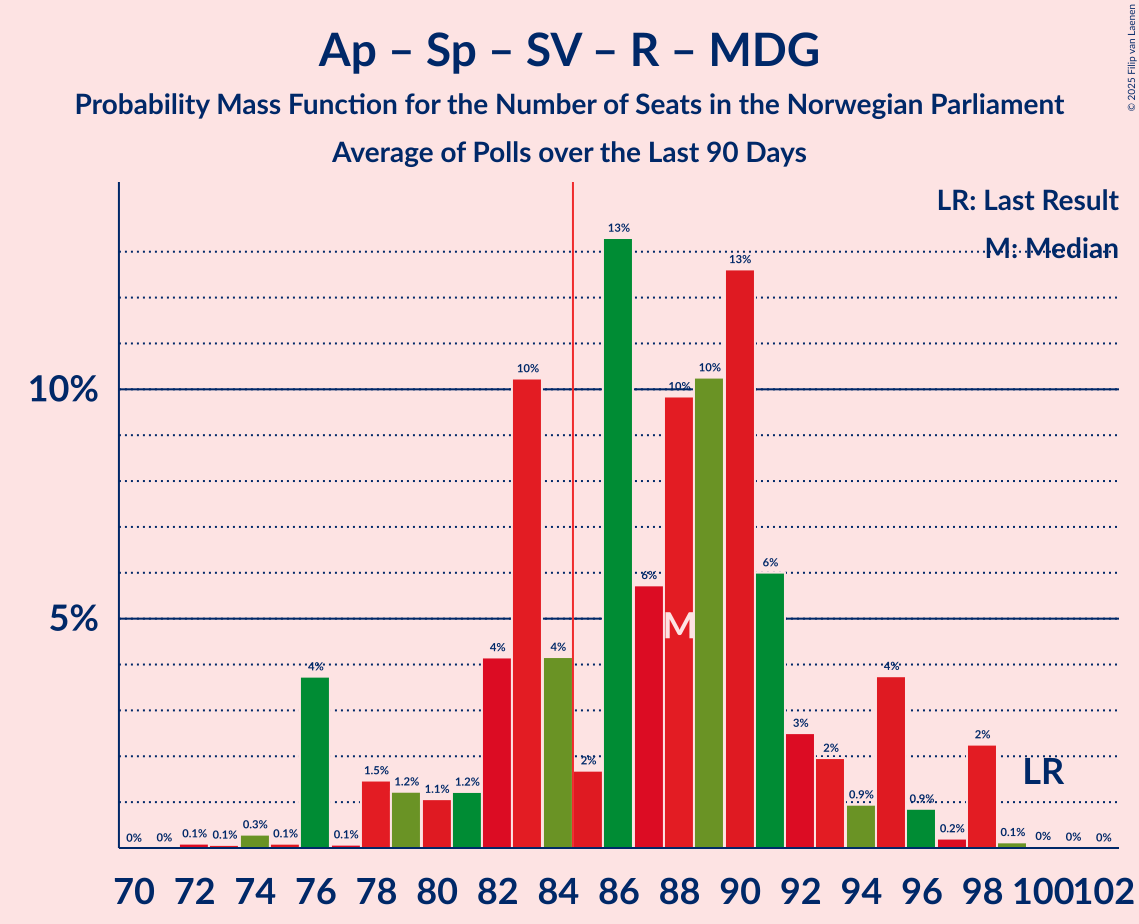 Ap – Sp – SV – R – MDG
Probability Mass Function for the Number of Seats in the Norwegian Parliament
Average of Polls over the Last 90 Days
© 2025 Filip van Laenen
LR: Last Result
M: Median
10%
5%
0% 0% 0.1% 0.1% 0.3% 0.1% 4% 0.1% 1.5% 1.2% 1.1% 1.2% 4% 10% 4% 2% 13% 6% 10% 10% 13% 6% 3% 2% 0.9% 4% 0.9% 0.2% 2% 0.1% 0% 0% 0%
M
LR
70 72 74 76 78 80 82 84 86 88 90 92 94 96 98 100 102